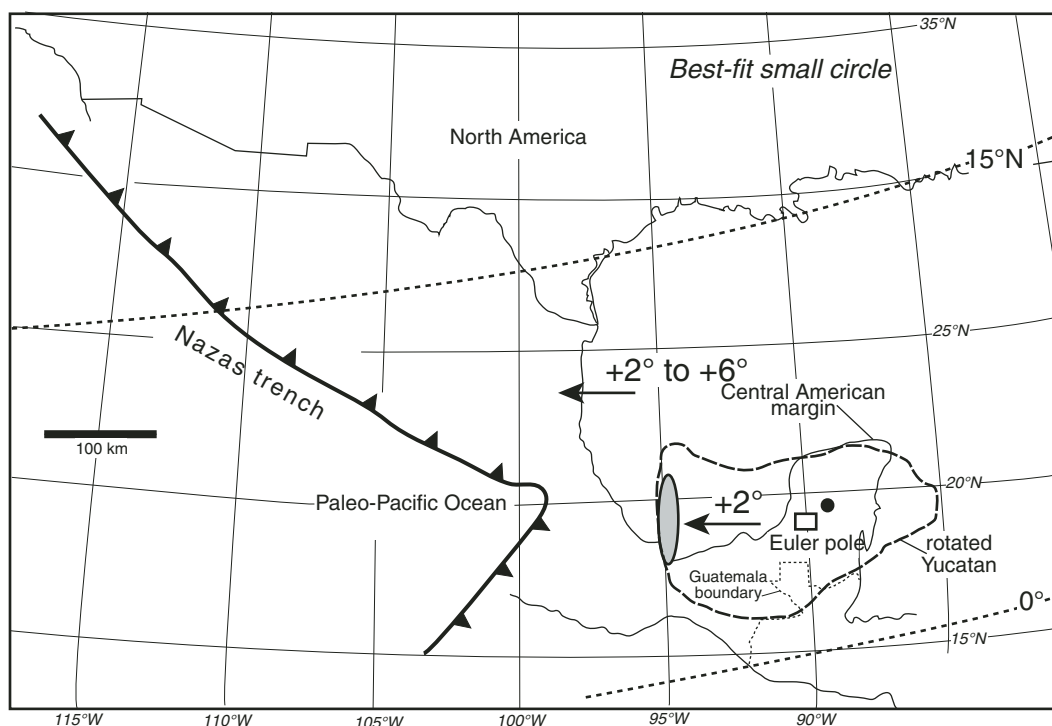 35°N
Best-fit small circle
North America
15°N
25°N
+2° to +6°
Nazas trench
Central American
margin
100 km
20°N
Paleo-Pacific Ocean
+2°
Euler pole
rotated
Yucatan
Guatemala
boundary
0°
15°N
115°W
110°W
105°W
100°W
95°W
90°W